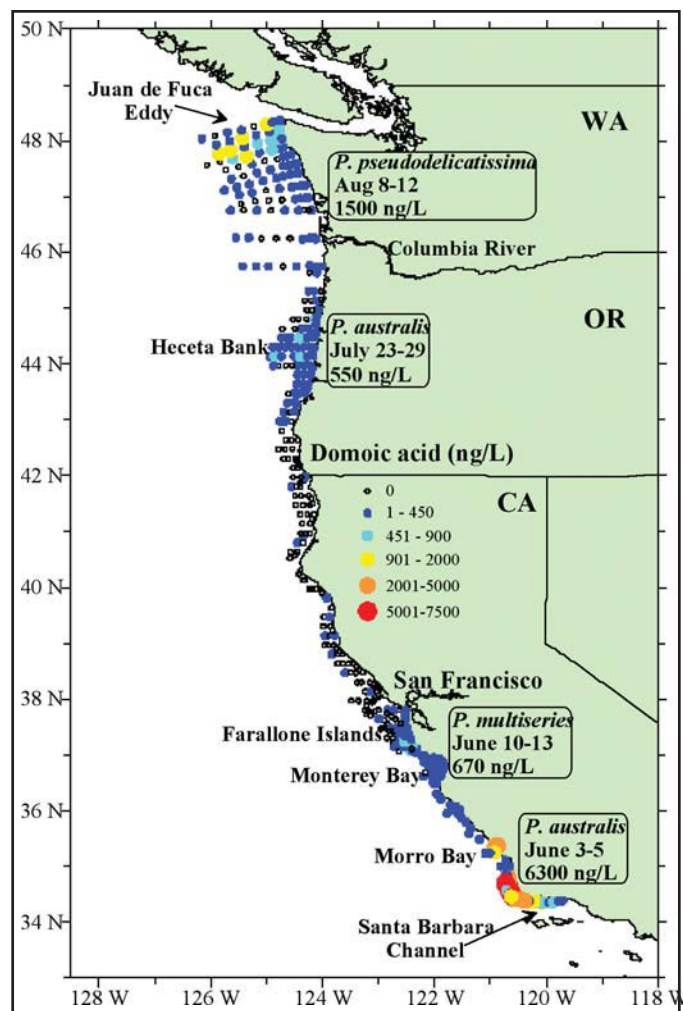 50 N
Juan de Fuca
Eddy
48 N
WA
P. pseudodelicatissima
Aug 8-12
1500 ng/L
46 N
Columbia River
OR
P. australis
July 23-29
550 ng/L
Heceta Bank
44 N
42 N
Domoic acid (ng/L)
CA
0
1 - 450
451 - 900
901 - 2000
2001-5000
5001-7500
40 N
38 N
San Francisco
Farallone Islands
P. multiseries
June 10-13
670 ng/L
Monterey Bay
36 N
Morro Bay
P. australis
June 3-5
6300 ng/L
34 N
Santa Barbara
Channel
128 W
126 W
124 W
122 W
120 W
118 W